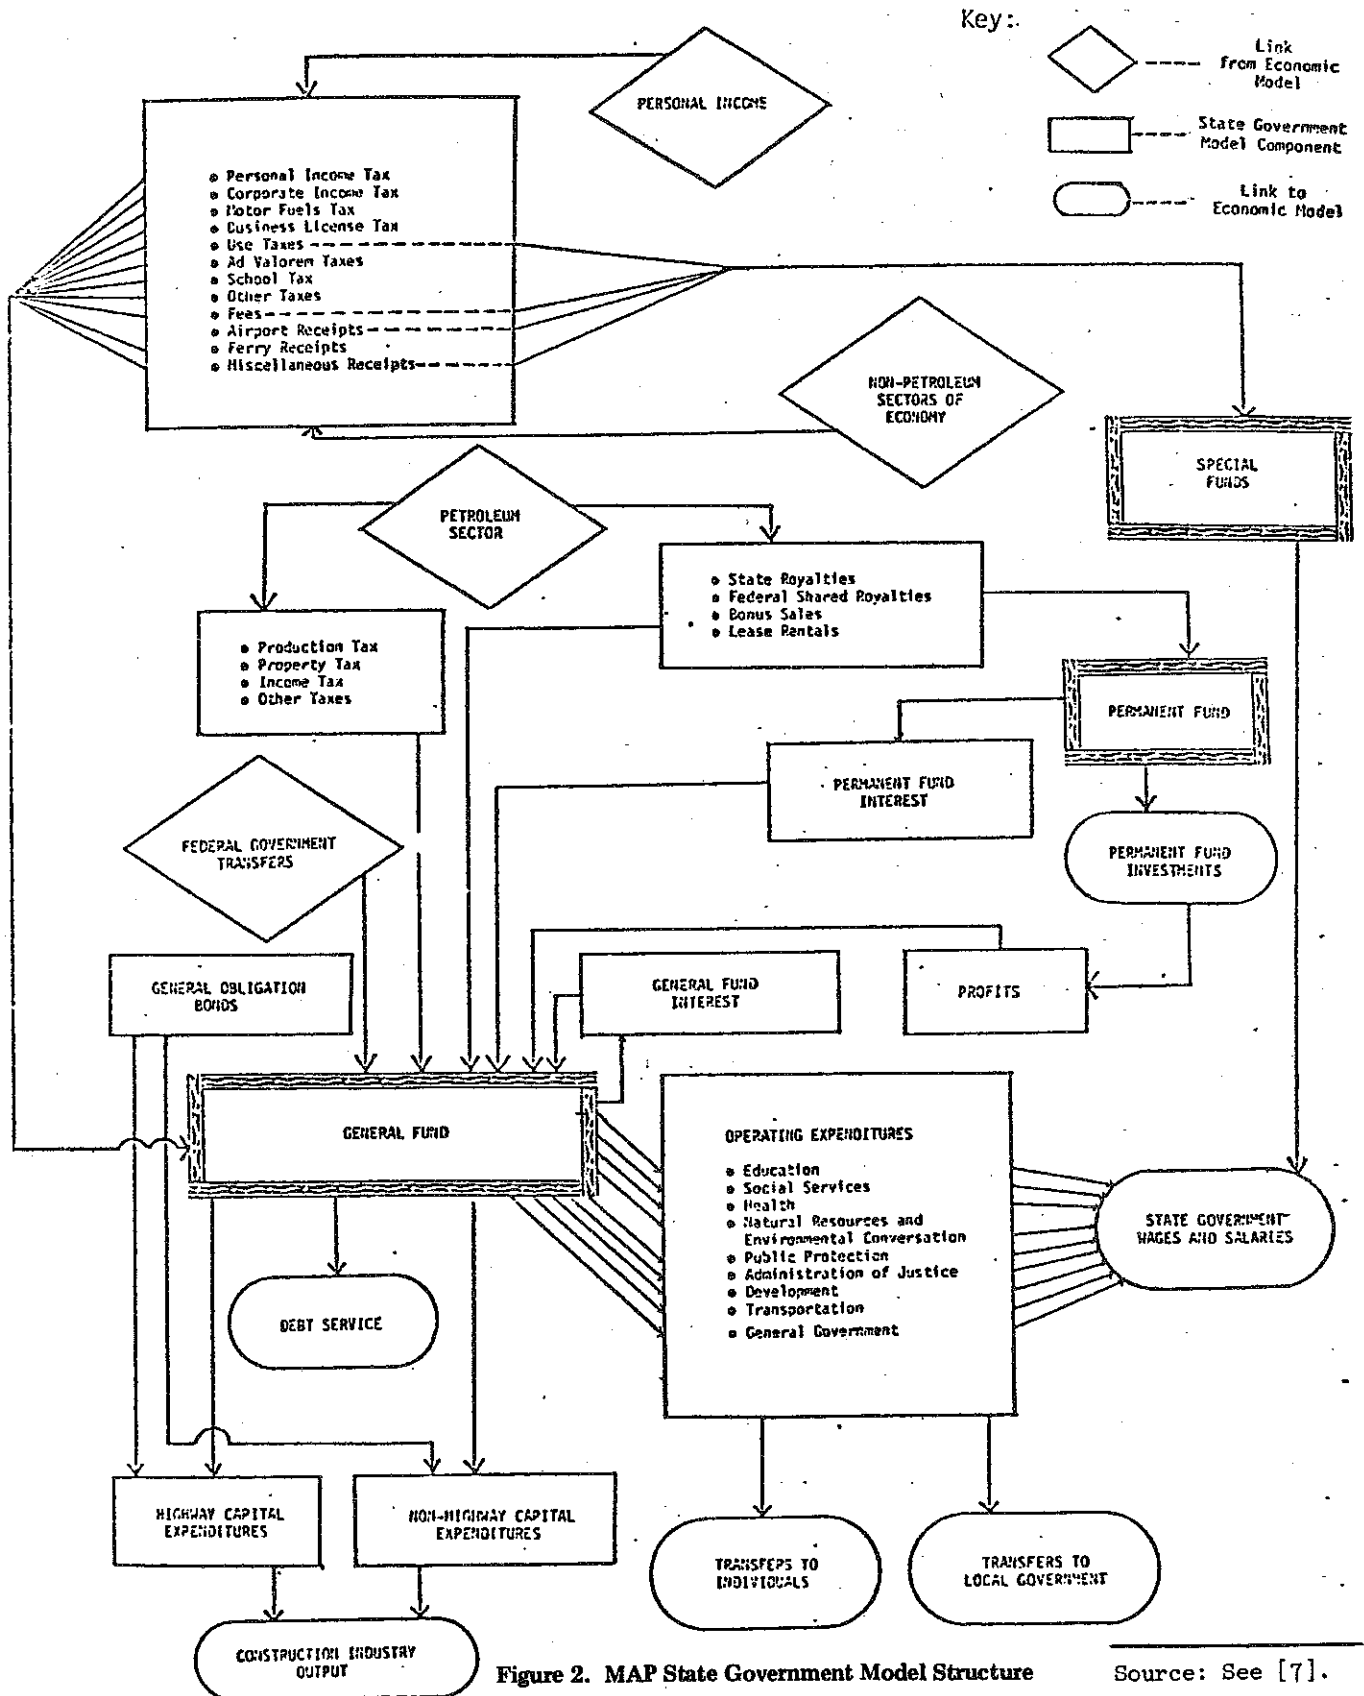 Key:
Link
from Economic
Model
State Government
Model Component
Link to
Economic Model
PERSONAL INCOME
• Personal Income Tax
• Corporate Income Tax
• Motor Fuels Tax
• Business License Tax
• Use Taxes
• Ad Valorem Taxes
• School Tax
• Other Taxes
• Fees
• Airport Receipts
• Ferry Receipts
• Miscellaneous Receipts
NON-PETROLEUM
SECTORS OF
ECONOMY
SPECIAL
FUNDS
PETROLEUM
SECTOR
• State Royalties
• Federal Shared Royalties
• Bonus Sales
• Lease Rentals
• Production Tax
• Property Tax
• Income Tax
• Other Taxes
PERMANENT FUND
PERMANENT FUND
INTEREST
FEDERAL GOVERNMENT
TRANSFERS
PERMANENT FUND
INVESTMENTS
GENERAL OBLIGATION
BONDS
GENERAL FUND
INTEREST
PROFITS
GENERAL FUND
OPERATING EXPENDITURES
• Education
• Social Services
• Health
• Natural Resources and
Environmental Conversation
• Public Protection
• Administration of Justice
• Development
• Transportation
• General Government
STATE GOVERNMENT
WAGES AND SALARIES
DEBT SERVICE
HIGHWAY CAPITAL
EXPENDITURES
NON-HIGHWAY CAPITAL
EXPENDITURES
TRANSFERS TO
INDIVIDUALS
TRANSFERS TO
LOCAL GOVERNMENT
CONSTRUCTION INDUSTRY
OUTPUT
Figure 2. MAP State Government Model Structure
Source: See [7].